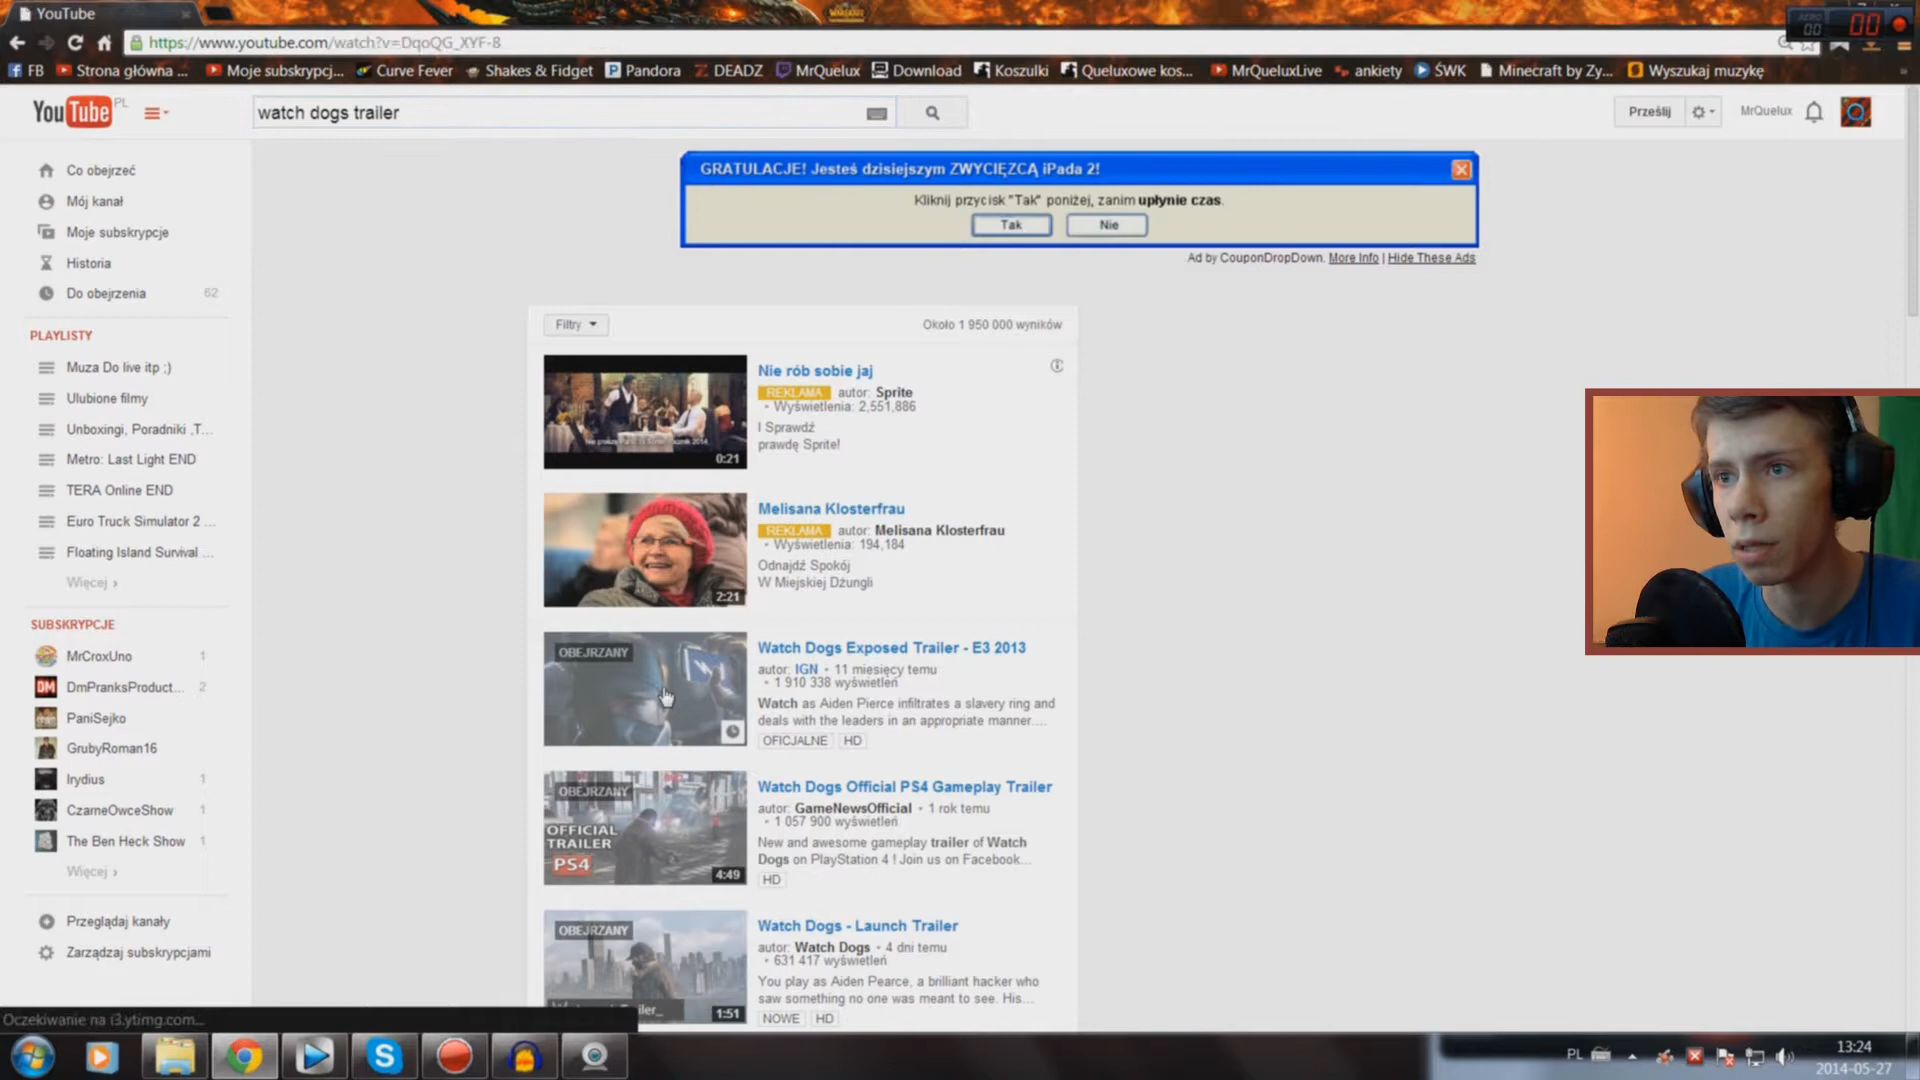 YouTube
https://www.youtube.com/watch?v=DqoQG_XYF-8
FB
Strona główna ...
Moje subskrypcj...
Curve Fever
Shakes & Fidget
Pandora
DEADZ
MrQuelux
Download
Koszulki
Queluxowe kos...
MrQueluxLive
ankiety
ŚWK
Minecraft by Zy...
Wyszukaj muzykę
YouTube PL
watch dogs trailer
Prześlij
MrQuelux
Co obejrzeć
Mój kanał
Moje subskrypcje
Historia
Do obejrzenia 62
PLAYLISTY
Muza Do live itp ;)
Ulubione filmy
Unboxingi, Poradniki ,T...
Metro: Last Light END
TERA Online END
Euro Truck Simulator 2 ...
Floating Island Survival ...
Więcej ›
SUBSKRYPCJE
MrCroxUno 1
DM DmPranksProduct... 2
PaniSejko
GrubyRoman16
Irydius 1
CzarneOwceShow 1
The Ben Heck Show 1
Więcej ›
Przeglądaj kanały
Zarządzaj subskrypcjami
GRATULACJE! Jesteś dzisiejszym ZWYCIĘZCĄ iPada 2!
Kliknij przycisk "Tak" poniżej, zanim upłynie czas.
Tak
Nie
Ad by CouponDropDown. More Info | Hide These Ads
Filtry
Około 1 950 000 wyników
0:21
Nie rób sobie jaj
REKLAMA autor: Sprite
• Wyświetlenia: 2,551,886
I Sprawdź
prawdę Sprite!
2:21
Melisana Klosterfrau
REKLAMA autor: Melisana Klosterfrau
• Wyświetlenia: 194,184
Odnajdź Spokój
W Miejskiej Dżungli
OBEJRZANY
Watch Dogs Exposed Trailer - E3 2013
autor: IGN • 11 miesięcy temu
• 1 910 338 wyświetleń
Watch as Aiden Pierce infiltrates a slavery ring and
deals with the leaders in an appropriate manner....
OFICJALNE HD
OBEJRZANY
OFFICIAL
TRAILER
PS4
4:49
Watch Dogs Official PS4 Gameplay Trailer
autor: GameNewsOfficial • 1 rok temu
• 1 057 900 wyświetleń
New and awesome gameplay trailer of Watch
Dogs on PlayStation 4 ! Join us on Facebook...
HD
OBEJRZANY
1:51
Watch Dogs - Launch Trailer
autor: Watch Dogs • 4 dni temu
• 631 417 wyświetleń
You play as Aiden Pearce, a brilliant hacker who
saw something no one was meant to see. His...
NOWE HD
Oczekiwanie na i3.ytimg.com...
PL
13:24
2014-05-27